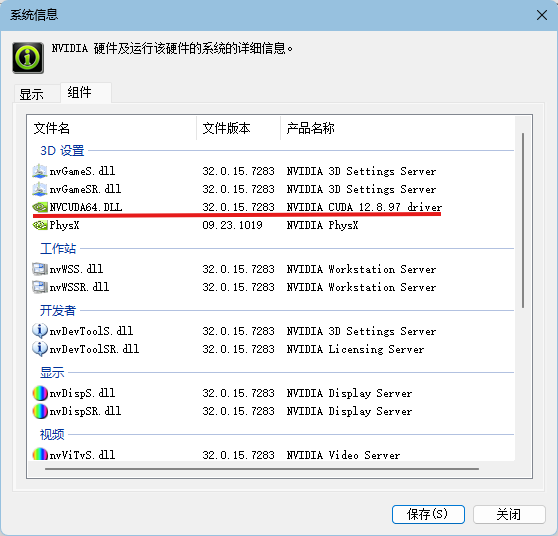 系统信息
NVIDIA 硬件及运行该硬件的系统的详细信息。
显示 组件
文件名 文件版本 产品名称
3D 设置
nvGameS.dll 32.0.15.7283 NVIDIA 3D Settings Server
nvGameSR.dll 32.0.15.7283 NVIDIA 3D Settings Server
NVCUDA64.DLL 32.0.15.7283 NVIDIA CUDA 12.8.97 driver
PhysX 09.23.1019 NVIDIA PhysX
工作站
nvWSS.dll 32.0.15.7283 NVIDIA Workstation Server
nvWSSR.dll 32.0.15.7283 NVIDIA Workstation Server
开发者
nvDevToolS.dll 32.0.15.7283 NVIDIA 3D Settings Server
nvDevToolSR.dll 32.0.15.7283 NVIDIA Licensing Server
显示
nvDispS.dll 32.0.15.7283 NVIDIA Display Server
nvDispSR.dll 32.0.15.7283 NVIDIA Display Server
视频
nvViTvS.dll 32.0.15.7283 NVIDIA Video Server
保存(S) 关闭